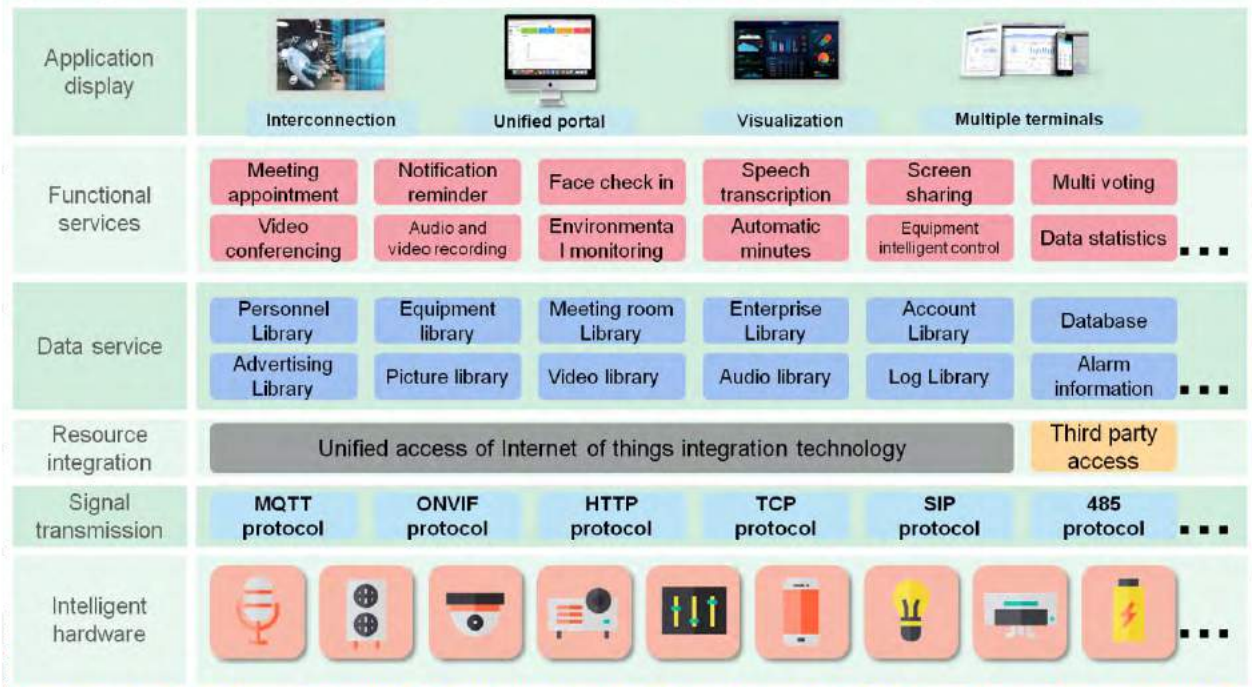 Application
display
Interconnection
Unified portal
Visualization
Multiple terminals
Functional
services
Meeting
appointment
Notification
reminder
Face check in
Speech
transcription
Screen
sharing
Multi voting
Video
conferencing
Audio and
video recording
Environmenta
l monitoring
Automatic
minutes
Equipment
intelligent control
Data statistics
Data service
Personnel
Library
Equipment
library
Meeting room
Library
Enterprise
Library
Account
Library
Database
Advertising
Library
Picture library
Video library
Audio library
Log Library
Alarm
information
Resource
integration
Unified access of Internet of things integration technology
Third party
access
Signal
transmission
MQTT
protocol
ONVIF
protocol
HTTP
protocol
TCP
protocol
SIP
protocol
485
protocol
Intelligent
hardware